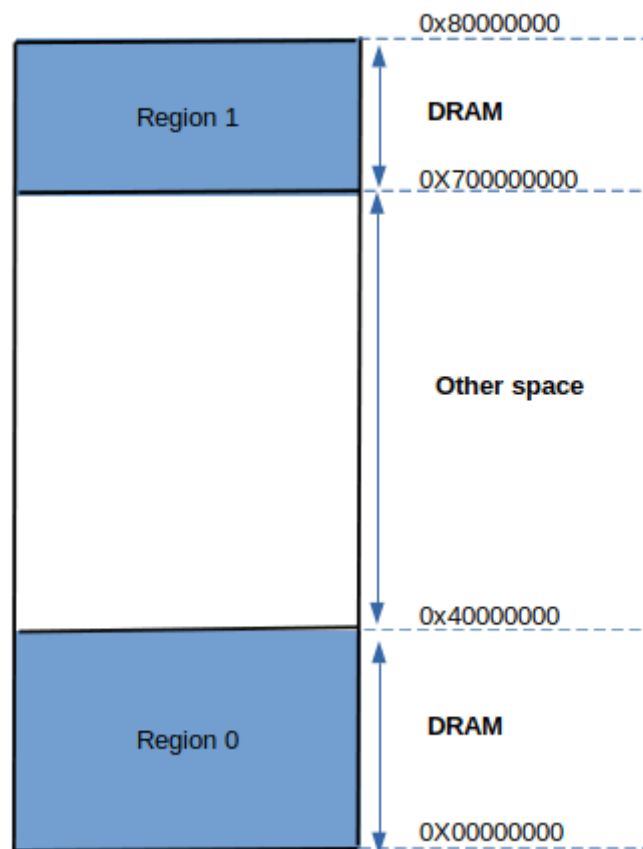 0x80000000
Region 1
DRAM
0X700000000
Other space
0x40000000
Region 0
DRAM
0X00000000